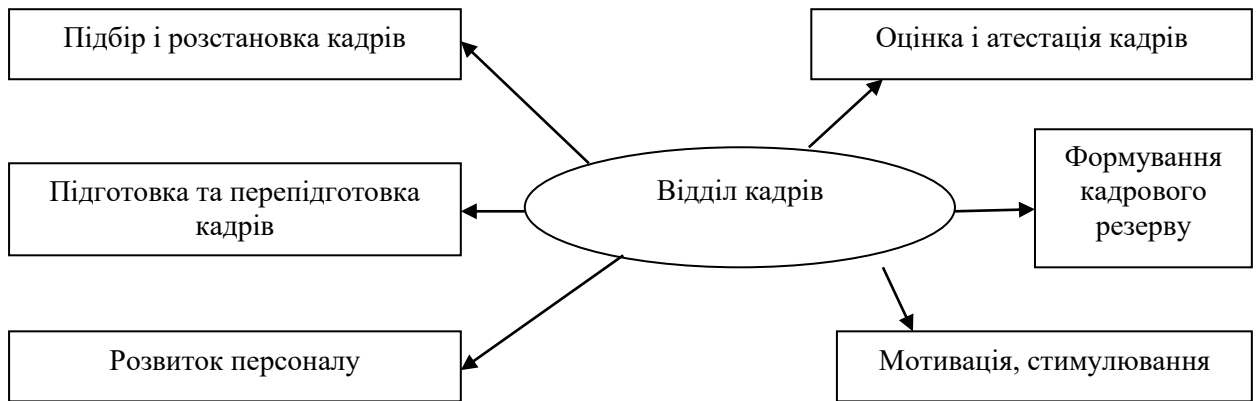 Підбір і розстановка кадрів
Оцінка і атестація кадрів
Підготовка та перепідготовка
кадрів
Відділ кадрів
Формування
кадрового
резерву
Розвиток персоналу
Мотивація, стимулювання